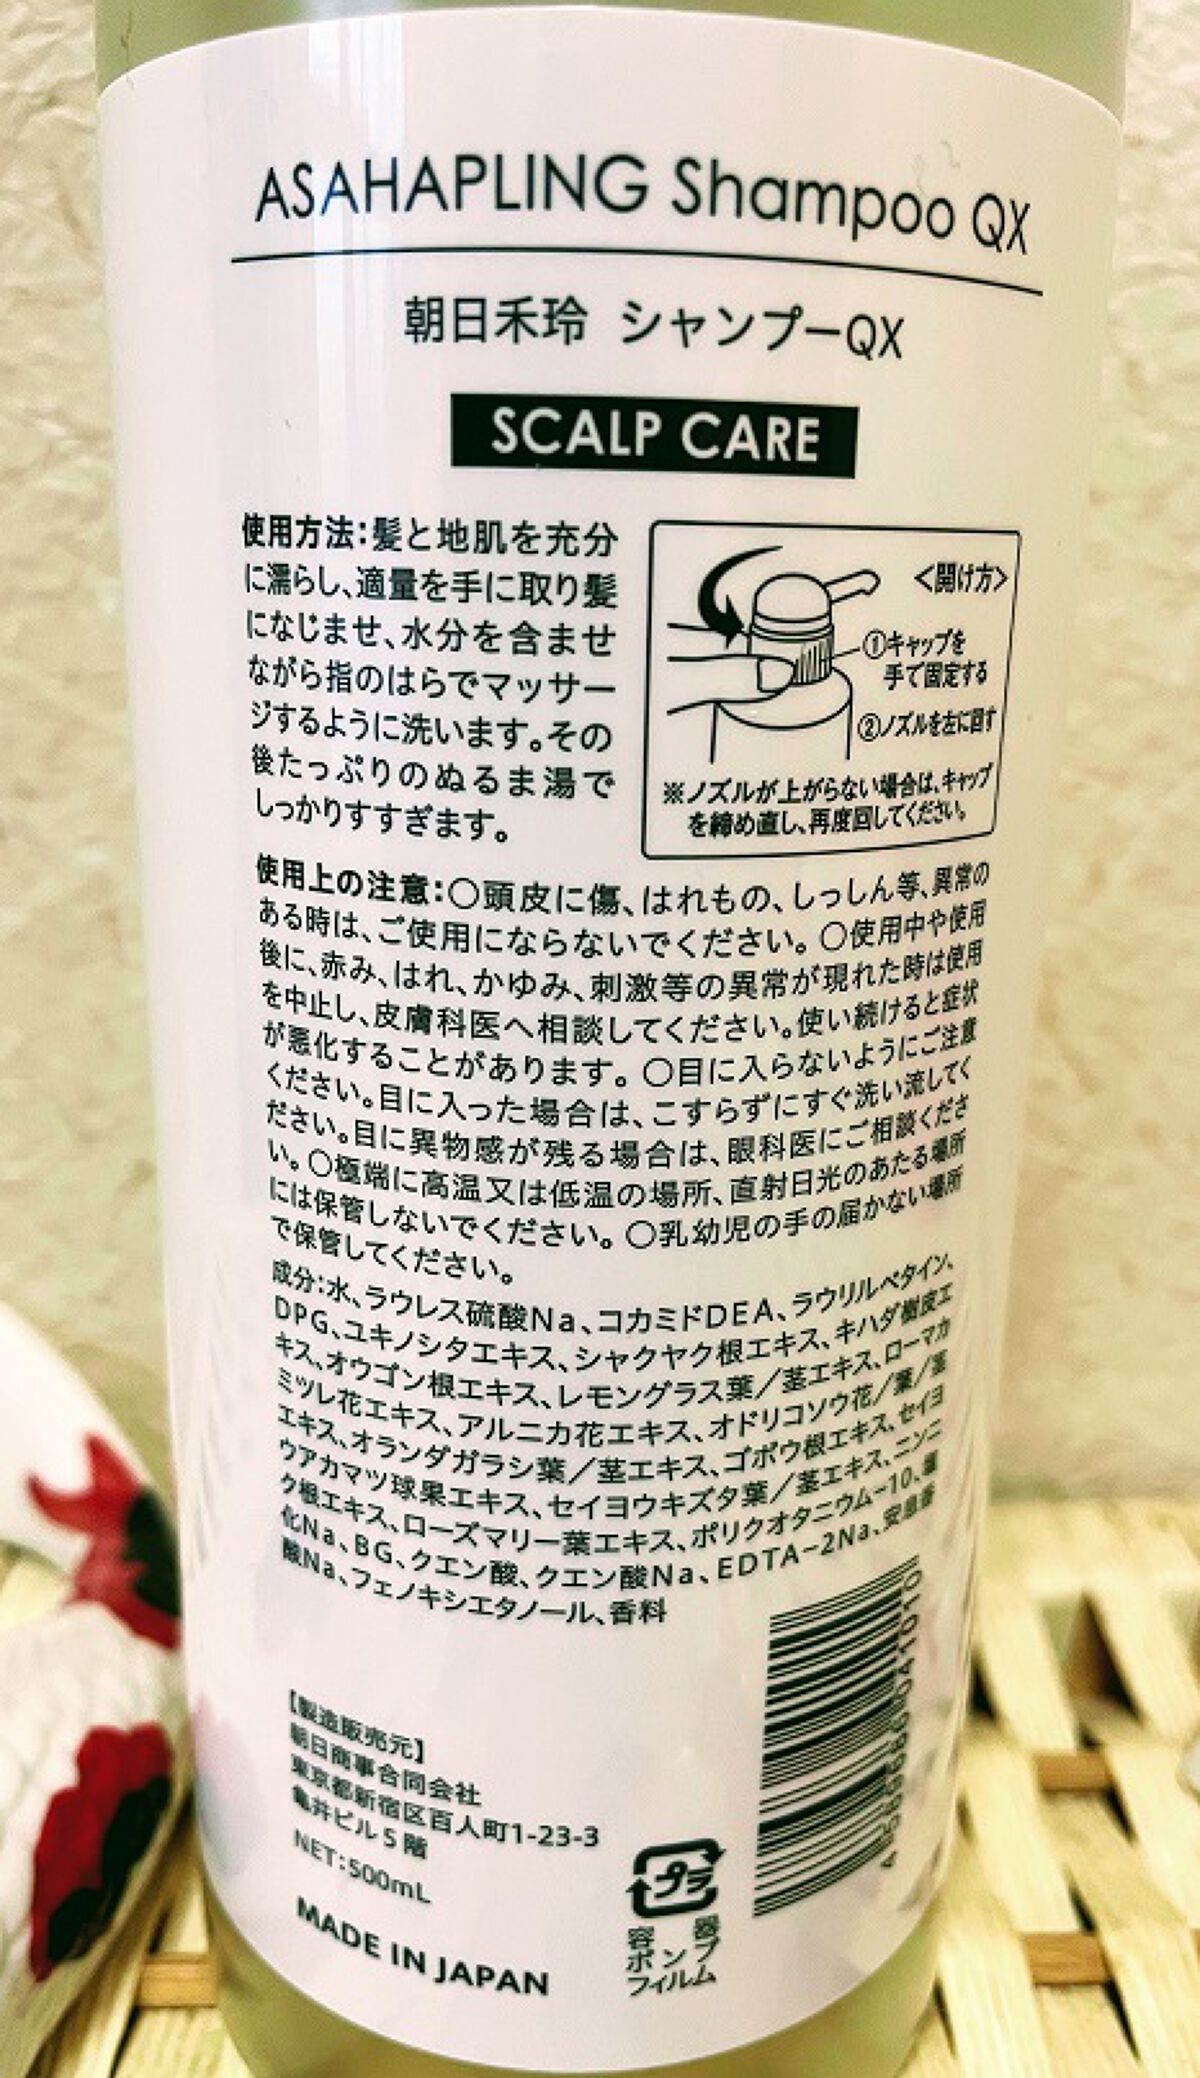 ASAHAPLING Shampoo QX
朝日禾玲 シャンプーQX
SCALP CARE
使用方法:髪と地肌を充分
に濡らし、適量を手に取り髪
になじませ、水分を含ませ
ながら指のはらでマッサー
ジするように洗います。その
後たっぷりのぬるま湯で
しっかりすすぎます。
<開け方>
①キャップを
手で固定する
②ノズルを左に回す
※ノズルが上がらない場合は、キャップ
を締め直し、再度回してください。
使用上の注意:○頭皮に傷、はれもの、しっしん等、異常の
ある時は、ご使用にならないでください。○使用中や使用
後に、赤み、はれ、かゆみ、刺激等の異常が現れた時は使用
を中止し、皮膚科医へ相談してください。使い続けると症状
が悪化することがあります。○目に入らないようにご注意
ください。目に入った場合は、こすらずにすぐ洗い流してく
ださい。目に異物感が残る場合は、眼科医にご相談くださ
い。○極端に高温又は低温の場所、直射日光のあたる場所
には保管しないでください。○乳幼児の手の届かない場所
で保管してください。
成分:水、ラウレス硫酸Na、コカミドDEA、ラウリルベタイン、
DPG、ユキノシタエキス、シャクヤク根エキス、キハダ樹皮エ
キス、オウゴン根エキス、レモングラス葉/茎エキス、ローマカ
ミツレ花エキス、アルニカ花エキス、オドリコソウ花/葉/茎
エキス、オランダガラシ葉/茎エキス、ゴボウ根エキス、セイヨ
ウアカマツ球果エキス、セイヨウキズタ葉/茎エキス、ニンニ
ク根エキス、ローズマリー葉エキス、ポリクオタニウム-10、塩
化Na、BG、クエン酸、クエン酸Na、EDTA-2Na、安息香
酸Na、フェノキシエタノール、香料
【製造販売元】
朝日商事合同会社
東京都新宿区百人町1-23-3
亀井ビル5階
NET:500mL
MADE IN JAPAN
プラ
容器
ポンプ
フィルム